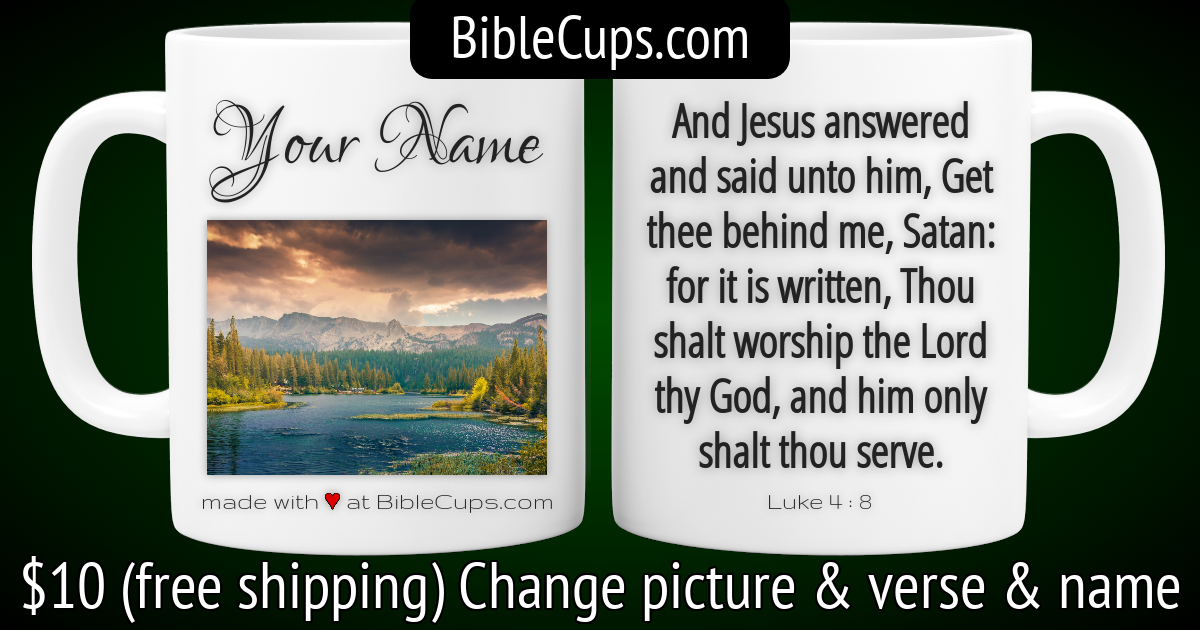 BibleCups.com
Your Name
made with ♥ at BibleCups.com
And Jesus answered
and said unto him, Get
thee behind me, Satan:
for it is written, Thou
shalt worship the Lord
thy God, and him only
shalt thou serve.
Luke 4 : 8
$10 (free shipping) Change picture & verse & name